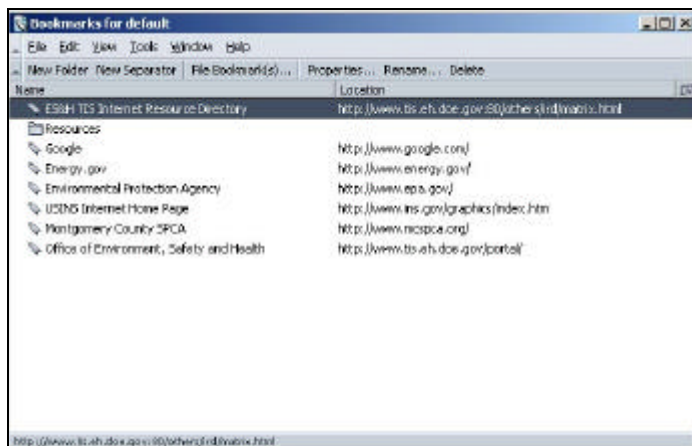 Bookmarks for default
File Edit View Tools Window Help
New Folder New Separator File Bookmark(s)... Properties... Rename... Delete
Name Location
ES&H TIS Internet Resource Directory http://www.tis.eh.doe.gov:80/others/ird/matrix.html
Resources
Google http://www.google.com/
Energy.gov http://www.energy.gov/
Environmental Protection Agency http://www.epa.gov/
USINS Internet Home Page http://www.ins.gov/graphics/index.htm
Montgomery County SPCA http://www.mcspca.org/
Office of Environment, Safety and Health http://www.tis.eh.doe.gov/portal/
http://www.tis.eh.doe.gov:80/others/ird/matrix.html